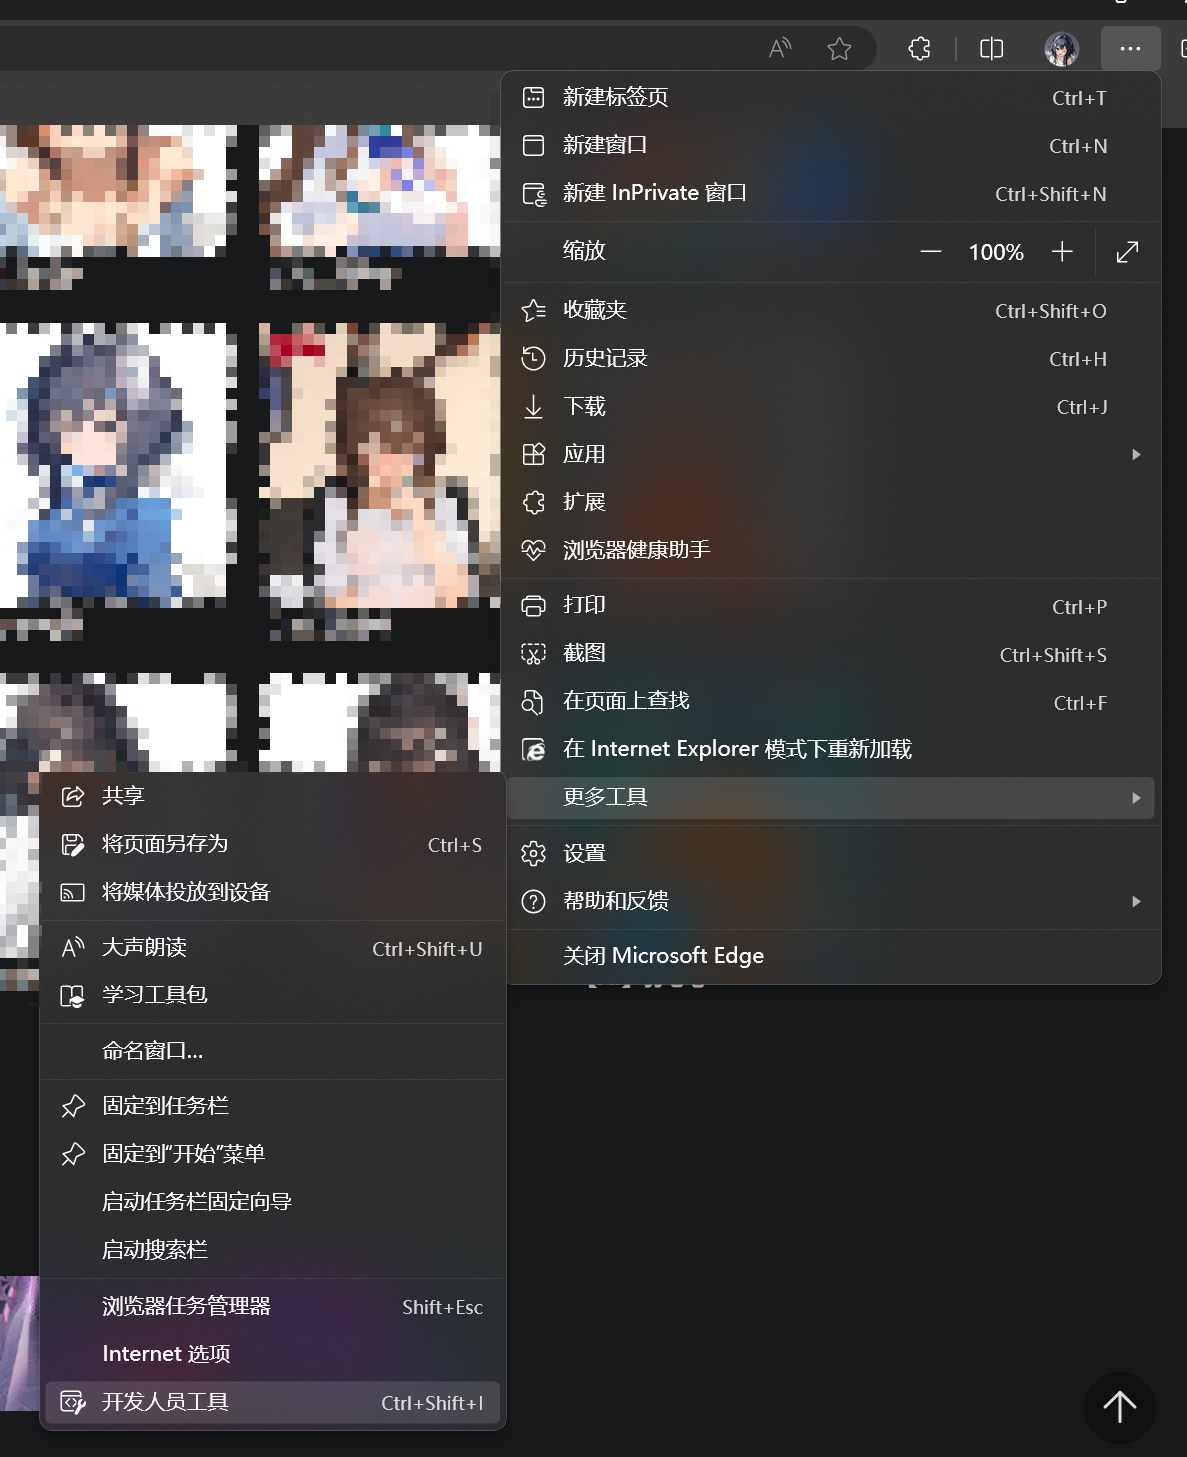 新建标签页 Ctrl+T
新建窗口 Ctrl+N
新建 InPrivate 窗口 Ctrl+Shift+N
缩放 100%
收藏夹 Ctrl+Shift+O
历史记录 Ctrl+H
下载 Ctrl+J
应用
扩展
浏览器健康助手
打印 Ctrl+P
截图 Ctrl+Shift+S
在页面上查找 Ctrl+F
在 Internet Explorer 模式下重新加载
更多工具
设置
帮助和反馈
关闭 Microsoft Edge
共享
将页面另存为 Ctrl+S
将媒体投放到设备
大声朗读 Ctrl+Shift+U
学习工具包
命名窗口...
固定到任务栏
固定到“开始”菜单
启动任务栏固定向导
启动搜索栏
浏览器任务管理器 Shift+Esc
Internet 选项
开发人员工具 Ctrl+Shift+I